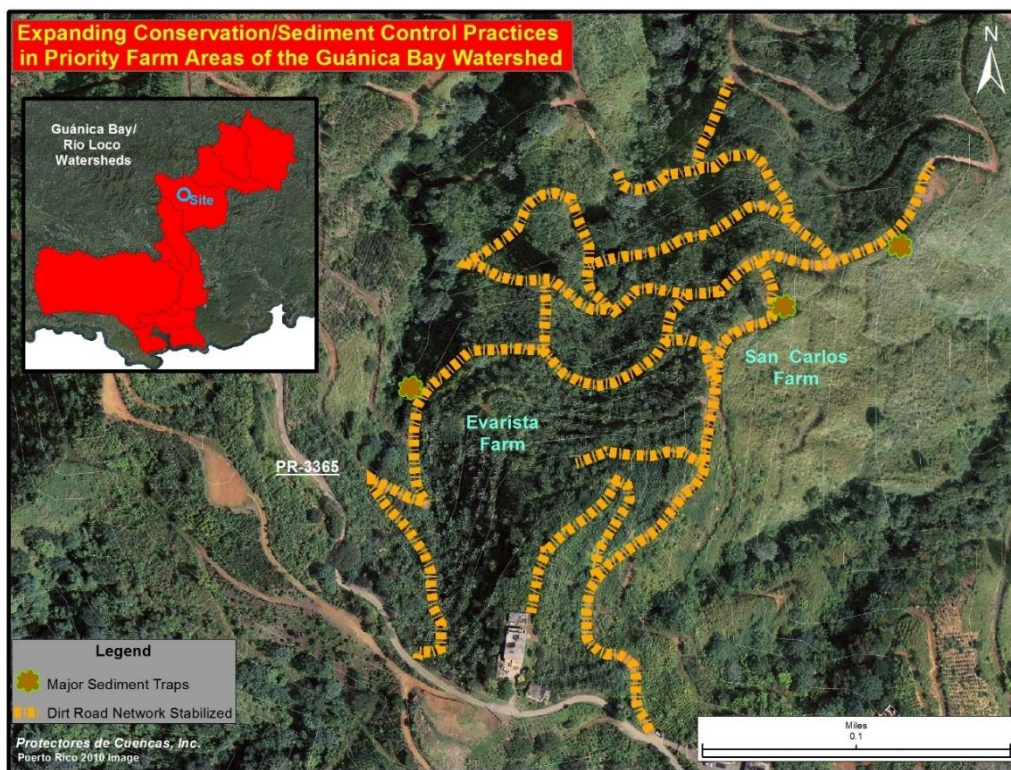 Expanding Conservation/Sediment Control Practices
in Priority Farm Areas of the Guánica Bay Watershed
N
Guánica Bay/
Rio Loco
Watersheds
Site
San Carlos
Farm
Evarista
Farm
PR-3365
Legend
Major Sediment Traps
Dirt Road Network Stabilized
Protectores de Cuencas, Inc.
Puerto Rico 2010 Image
Miles
0.1